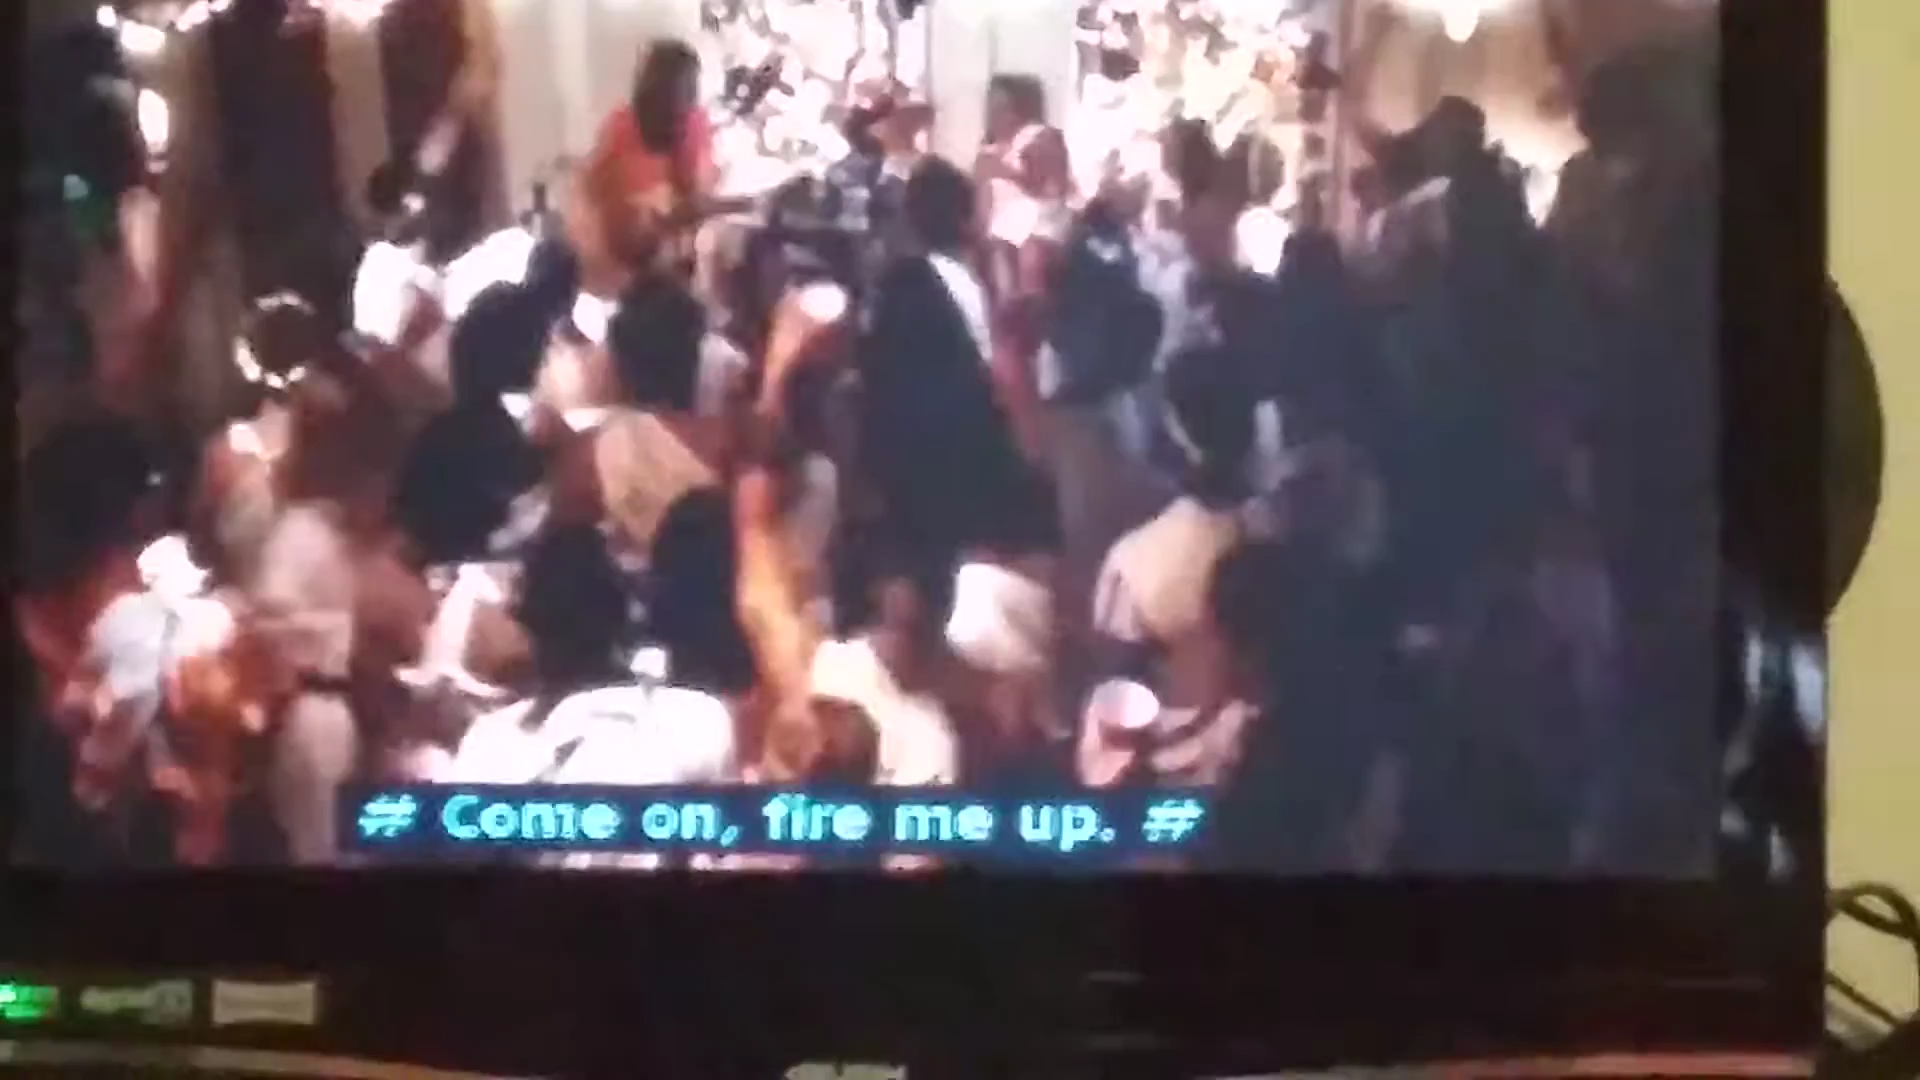 # Come on, fire me up. #